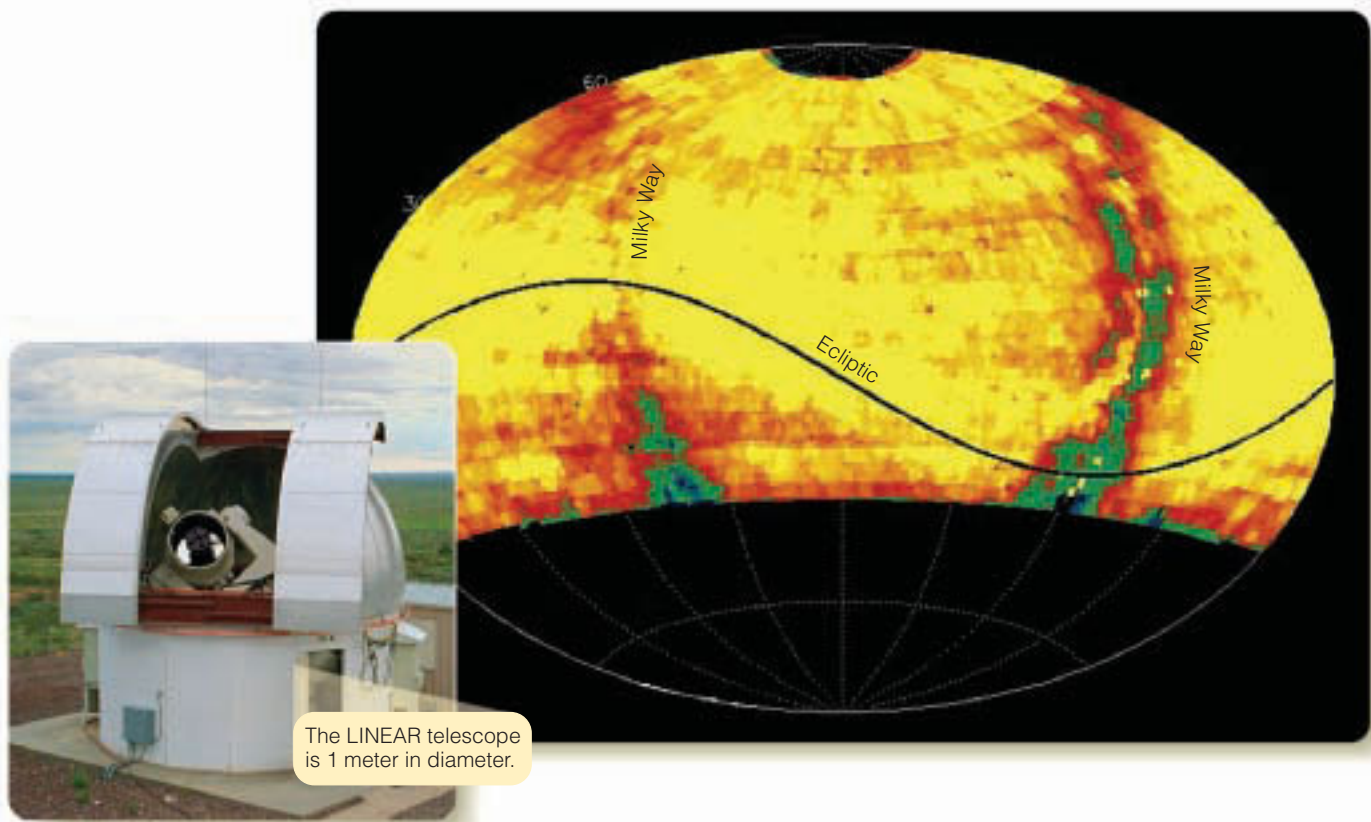 60
Milky Way
Milky Way
Ecliptic
The LINEAR telescope
is 1 meter in diameter.